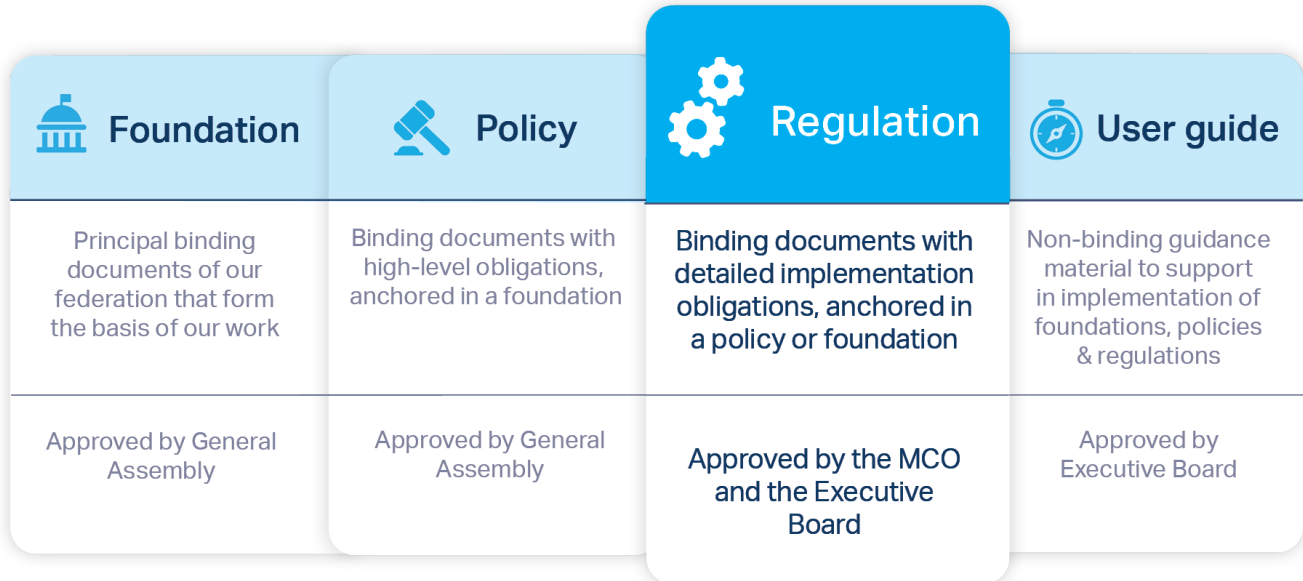 Foundation
Principal binding
documents of our
federation that form
the basis of our work
Approved by General
Assembly
Policy
Binding documents with
high-level obligations,
anchored in a foundation
Approved by General
Assembly
Regulation
Binding documents with
detailed implementation
obligations, anchored in
a policy or foundation
Approved by the MCO
and the Executive
Board
User guide
Non-binding guidance
material to support
in implementation of
foundations, policies
& regulations
Approved by
Executive Board